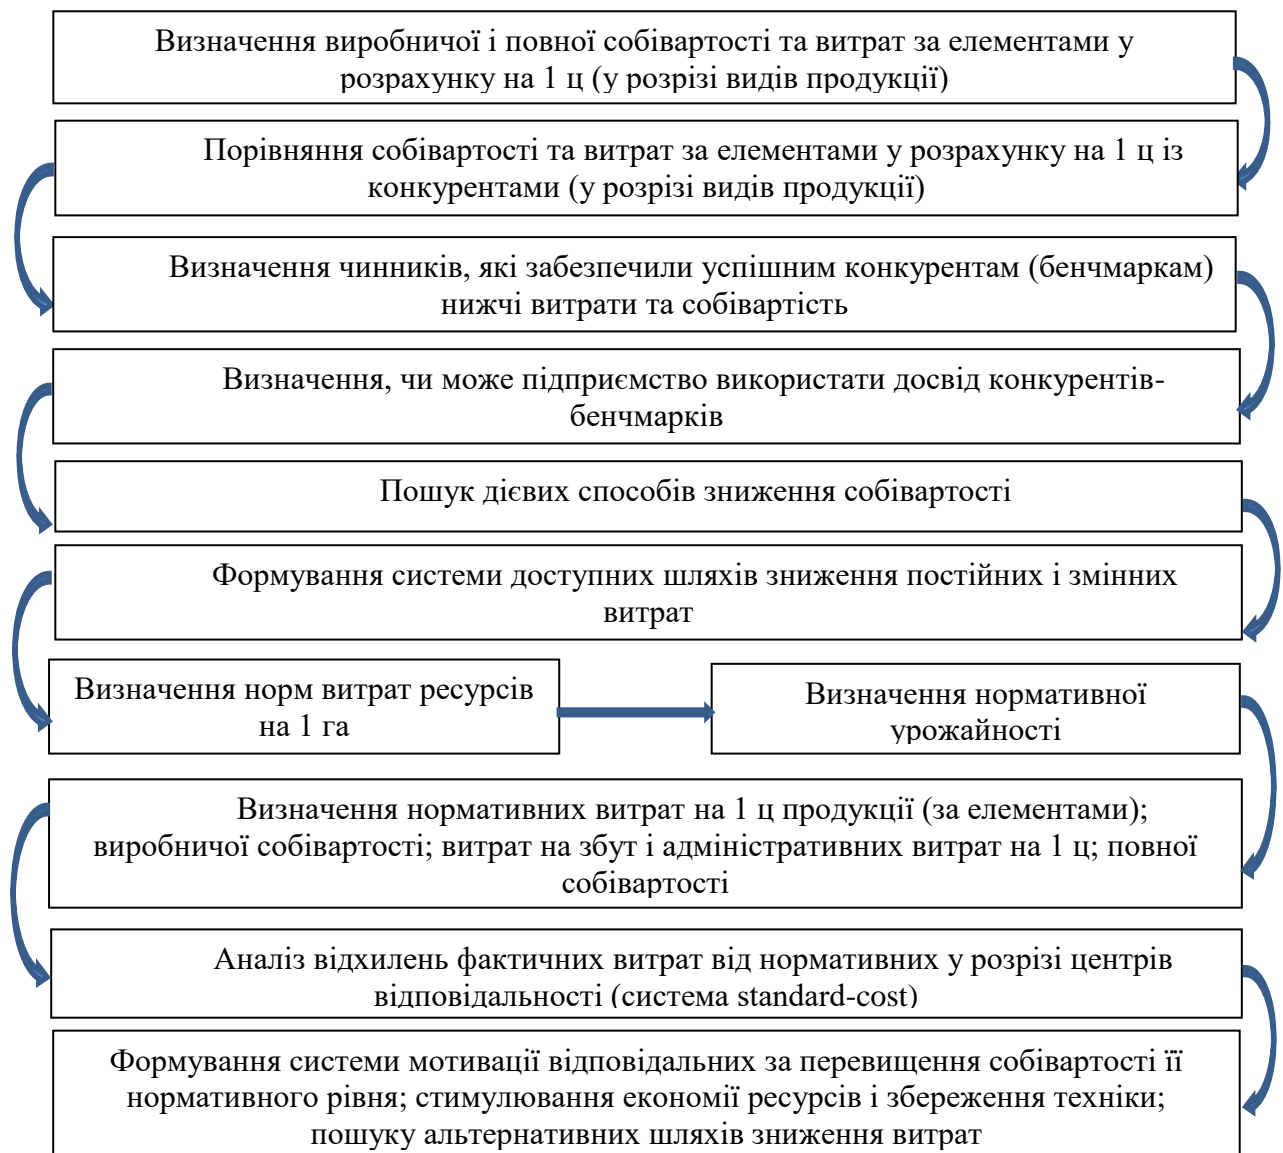 Визначення виробничої і повної собівартості та витрат за елементами у
розрахунку на 1 ц (у розрізі видів продукції)
Порівняння собівартості та витрат за елементами у розрахунку на 1 ц із
конкурентами (у розрізі видів продукції)
Визначення чинників, які забезпечили успішним конкурентам (бенчмаркам)
нижчі витрати та собівартість
Визначення, чи може підприємство використати досвід конкурентів-
бенчмарків
Пошук дієвих способів зниження собівартості
Формування системи доступних шляхів зниження постійних і змінних
витрат
Визначення норм витрат ресурсів
на 1 га
Визначення нормативної
урожайності
Визначення нормативних витрат на 1 ц продукції (за елементами);
виробничої собівартості; витрат на збут і адміністративних витрат на 1 ц; повної
собівартості
Аналіз відхилень фактичних витрат від нормативних у розрізі центрів
відповідальності (система standard-cost)
Формування системи мотивації відповідальних за перевищення собівартості її
нормативного рівня; стимулювання економії ресурсів і збереження техніки;
пошуку альтернативних шляхів зниження витрат